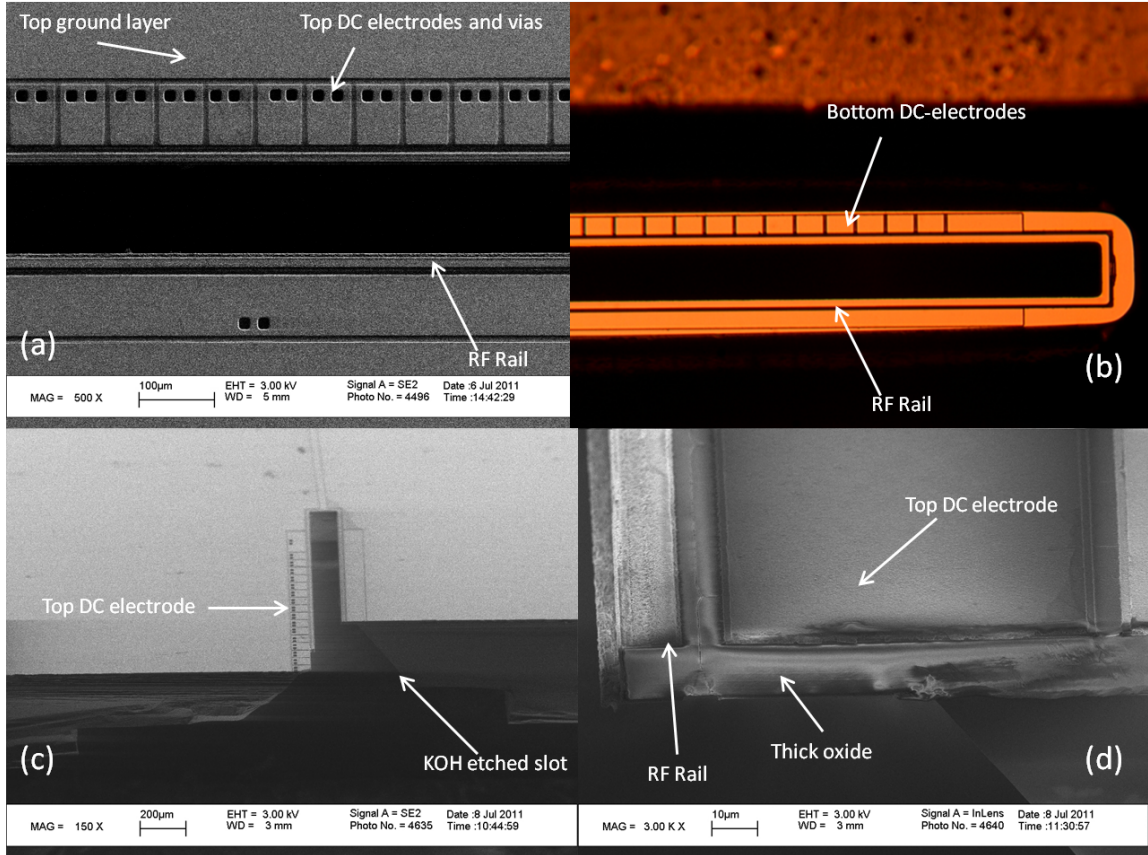 Top ground layer
Top DC electrodes and vias
(a)
RF Rail
100µm
MAG = 500 X
EHT = 3.00 kV
WD = 5 mm
Signal A = SE2
Photo No. = 4496
Date :6 Jul 2011
Time :14:42:29
Bottom DC-electrodes
RF Rail
(b)
Top DC electrode
KOH etched slot
(c)
200µm
MAG = 150 X
EHT = 3.00 kV
WD = 3 mm
Signal A = SE2
Photo No. = 4635
Date :8 Jul 2011
Time :10:44:59
Top DC electrode
Thick oxide
RF Rail
(d)
10µm
MAG = 3.00 K X
EHT = 3.00 kV
WD = 3 mm
Signal A = InLens
Photo No. = 4640
Date :8 Jul 2011
Time :11:30:57